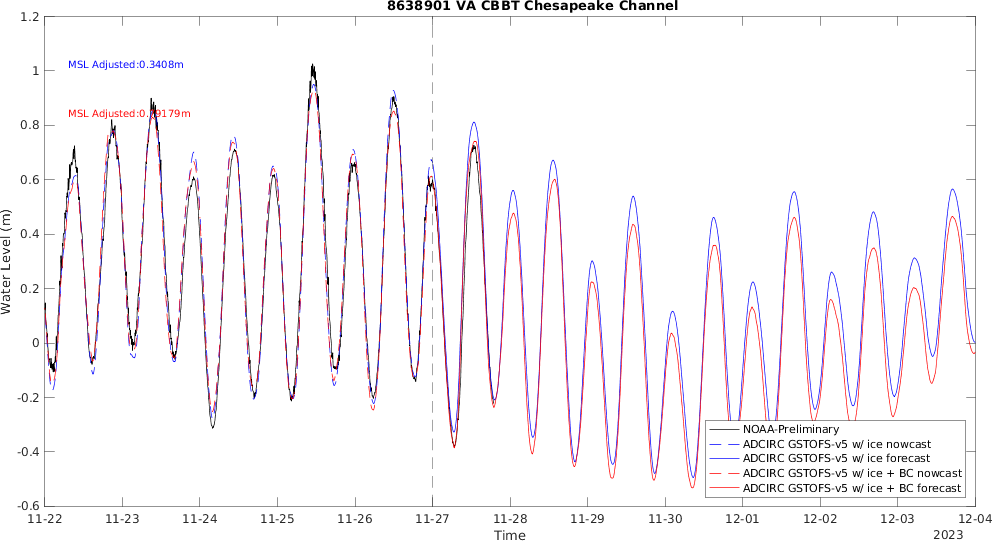 8638901 VA CBBT Chesapeake Channel
1.2
1
0.8
0.6
0.4
0.2
0
-0.2
-0.4
-0.6
Water Level (m)
MSL Adjusted:0.3408m
MSL Adjusted:0.39179m
NOAA-Preliminary
ADCIRC GSTOFS-v5 w/ ice nowcast
ADCIRC GSTOFS-v5 w/ ice forecast
ADCIRC GSTOFS-v5 w/ ice + BC nowcast
ADCIRC GSTOFS-v5 w/ ice + BC forecast
11-22 11-23 11-24 11-25 11-26 11-27 11-28 11-29 11-30 12-01 12-02 12-03 12-04
Time
2023